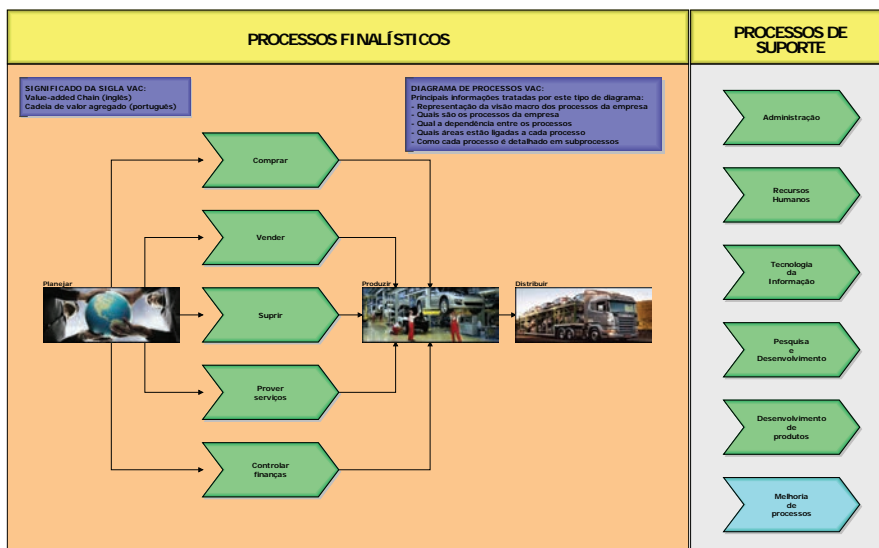 PROCESSOS FINALÍSTICOS
PROCESSOS DE
SUPORTE
SIGNIFICADO DA SIGLA VAC:
Value-added Chain (inglês)
Cadeia de valor agregado (português)
DIAGRAMA DE PROCESSOS VAC:
Principais informações tratadas por este tipo de diagrama:
- Representação da visão macro dos processos da empresa
- Quais são os processos da empresa
- Qual a dependência entre os processos
- Quais áreas estão ligadas a cada processo
- Como cada processo é detalhado em subprocessos
Comprar
Vender
Planejar
Suprir
Produzir
Distribuir
Prover
serviços
Controlar
finanças
Administração
Recursos
Humanos
Tecnologia
da
Informação
Pesquisa
e
Desenvolvimento
Desenvolvimento
de
produtos
Melhoria
de
processos